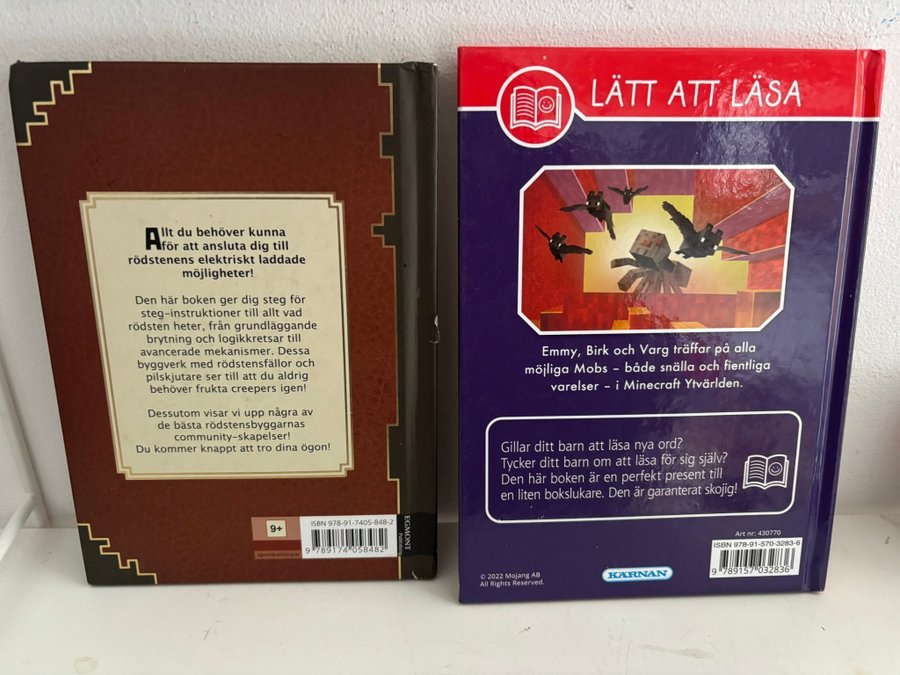 Allt du behöver kunna
för att ansluta dig till
rödstenens elektriskt laddade
möjligheter!
Den här boken ger dig steg för
steg-instruktioner till allt vad
rödsten heter, från grundläggande
brytning och logikkretsar till
avancerade mekanismer. Dessa
byggverk med rödstensfällor och
pilskjutare ser till att du aldrig
behöver frukta creepers igen!
Dessutom visar vi upp några av
de bästa rödstensbyggarnas
community-skapelser!
Du kommer knappt att tro dina ögon!
9+
ISBN 978-91-7405-848-2
9 789174 058482
EGMONT
LÄTT ATT LÄSA
Emmy, Birk och Varg träffar på alla
möjliga Mobs – både snälla och fientliga
varelser – i Minecraft Ytvärlden.
Gillar ditt barn att läsa nya ord?
Tycker ditt barn om att läsa för sig själv?
Den här boken är en perfekt present till
en liten bokslukare. Den är garanterat skojig!
Art nr: 430770
ISBN 978-91-570-3283-6
9 789157 032836
© 2022 Mojang AB
All Rights Reserved.
KÄRNAN